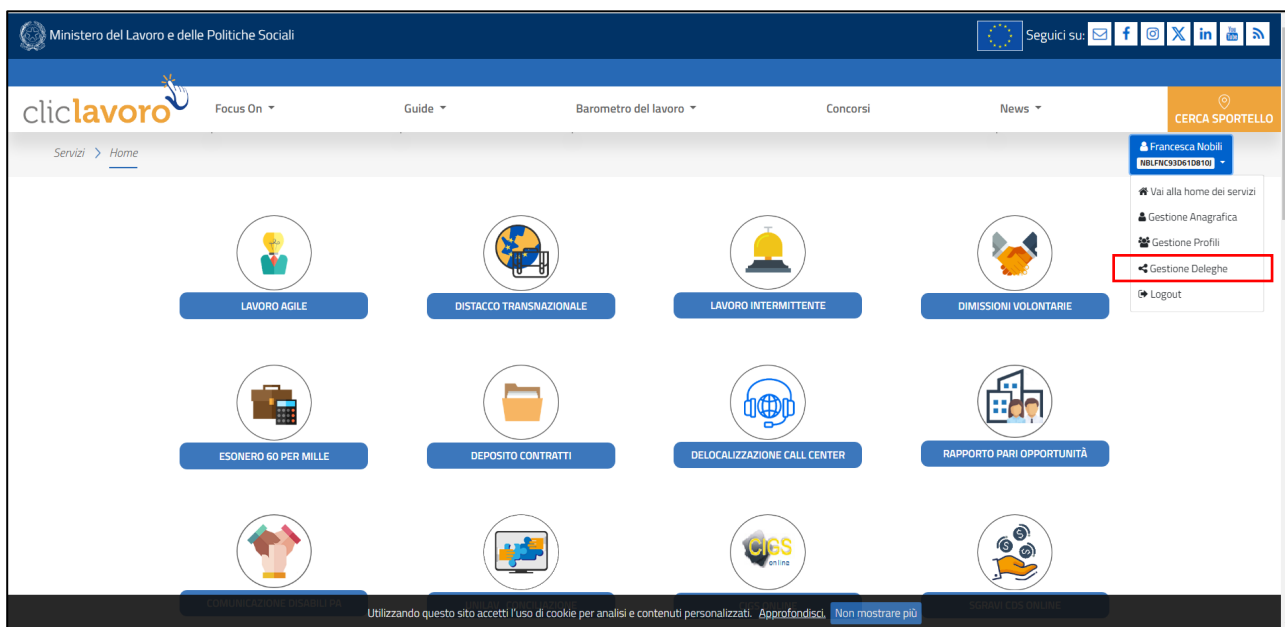 Ministero del Lavoro e delle Politiche Sociali
Seguici su:
cliclavoro
Focus On
Guide
Barometro del lavoro
Concorsi
News
CERCA SPORTELLO
Servizi > Home
Francesca Nobili
NBLFNC93D61D810J
Vai alla home dei servizi
Gestione Anagrafica
Gestione Profili
Gestione Deleghe
Logout
LAVORO AGILE
DISTACCO TRANSNAZIONALE
LAVORO INTERMITTENTE
DIMISSIONI VOLONTARIE
ESONERO 60 PER MILLE
DEPOSITO CONTRATTI
DELOCALIZZAZIONE CALL CENTER
RAPPORTO PARI OPPORTUNITÀ
CIGS
online
COMUNICAZIONE DISABILI PA
SGRAVI CDS ONLINE
Utilizzando questo sito accetti l'uso di cookie per analisi e contenuti personalizzati. Approfondisci. Non mostrare più